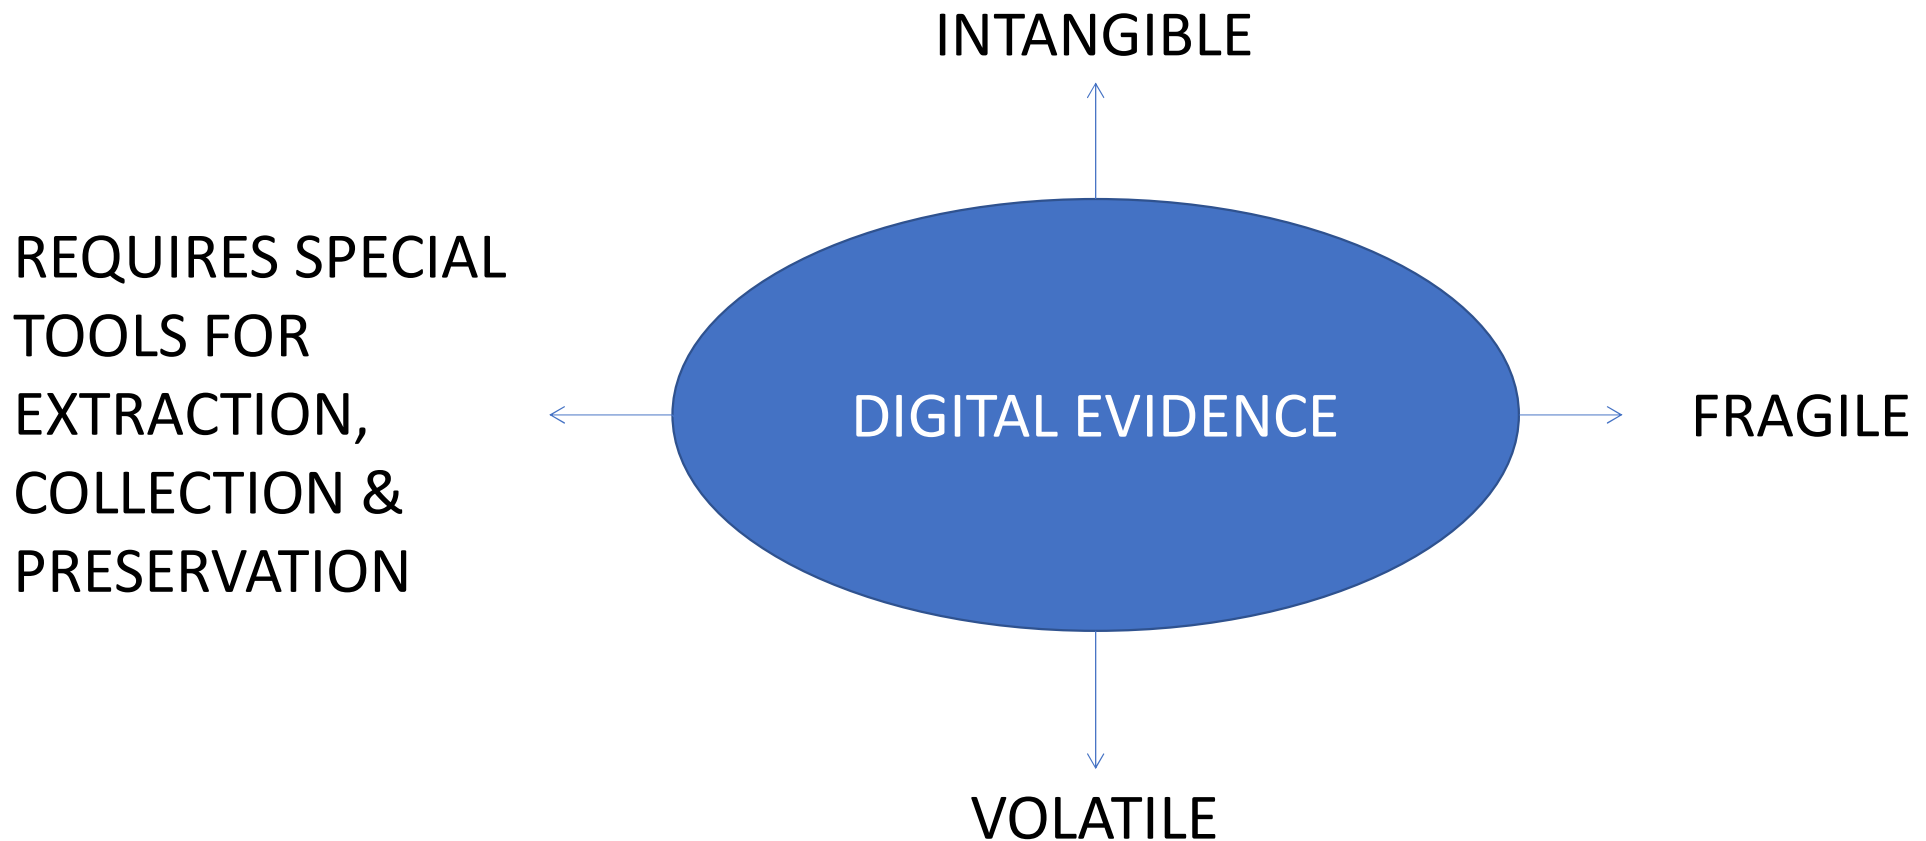 INTANGIBLE
REQUIRES SPECIAL
TOOLS FOR
EXTRACTION,
COLLECTION &
PRESERVATION
DIGITAL EVIDENCE
FRAGILE
VOLATILE